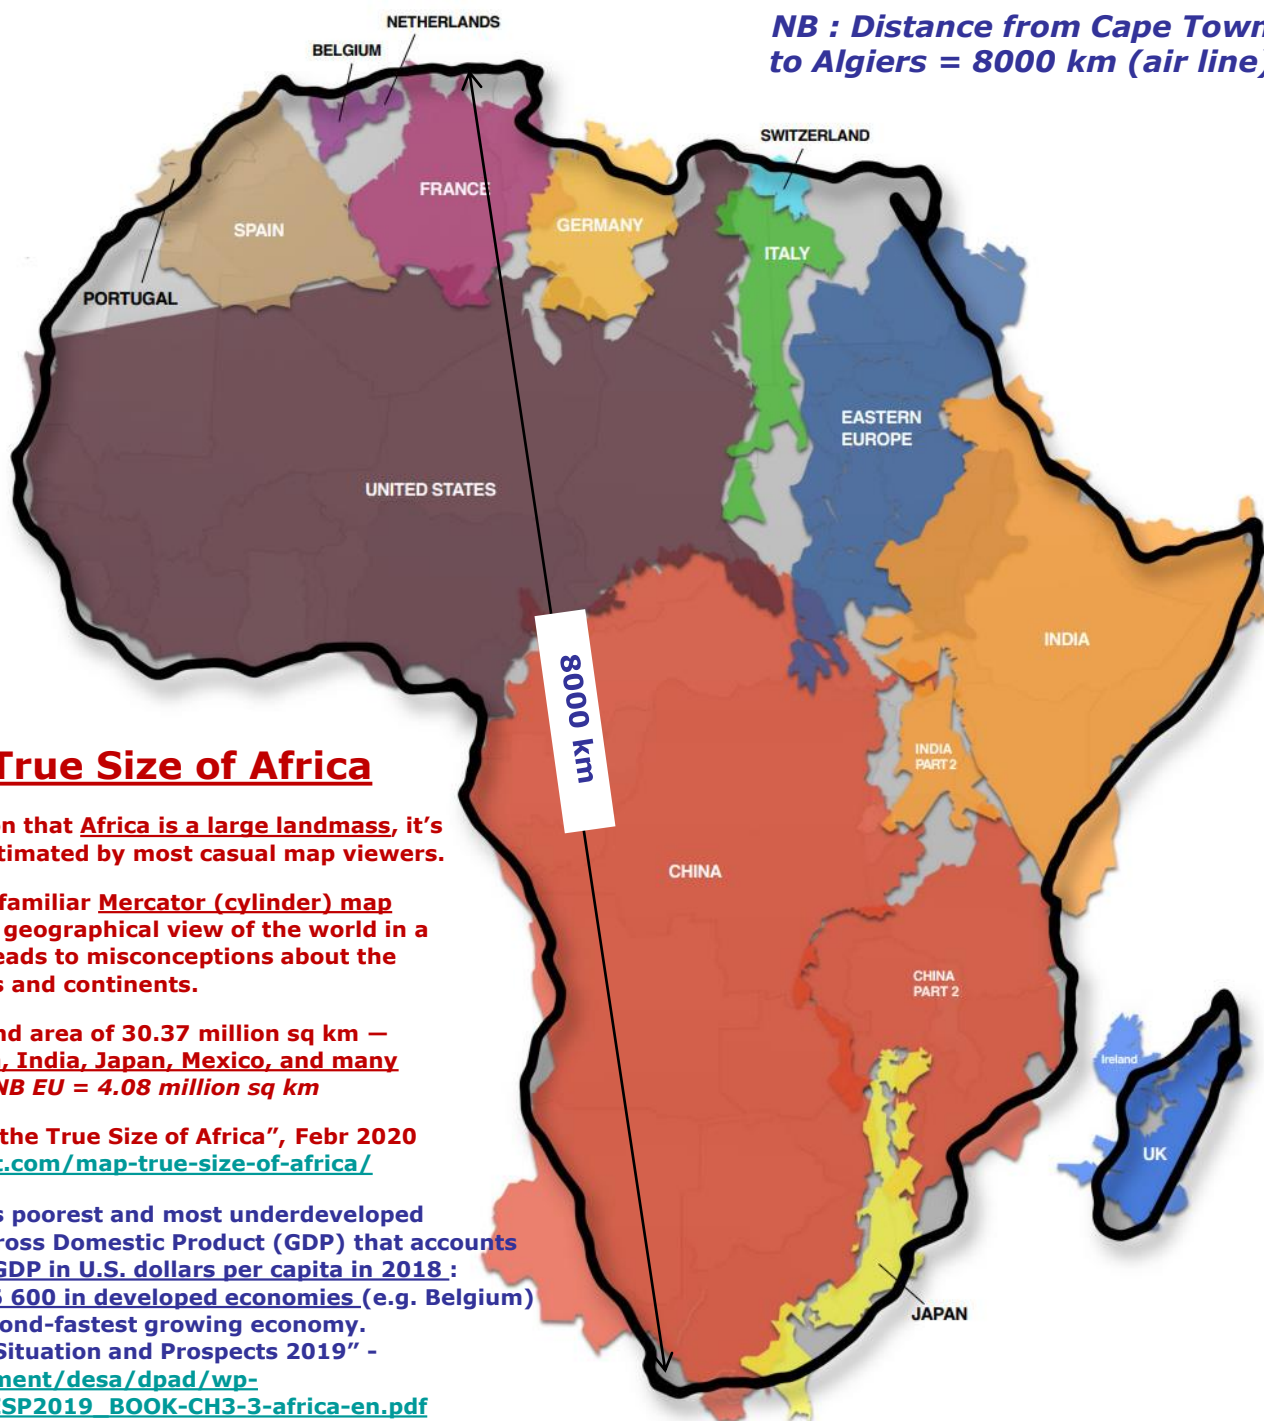 NB : Distance from Cape Town
to Algiers = 8000 km (air line)
NETHERLANDS
BELGIUM
SWITZERLAND
FRANCE
GERMANY
SPAIN
ITALY
PORTUGAL
EASTERN
EUROPE
UNITED STATES
INDIA
8000 km
INDIA
PART 2
True Size of Africa
on that Africa is a large landmass, it’s
timated by most casual map viewers.
CHINA
familiar Mercator (cylinder) map
geographical view of the world in a
eads to misconceptions about the
s and continents.
CHINA
PART 2
nd area of 30.37 million sq km —
, India, Japan, Mexico, and many
NB EU = 4.08 million sq km
Ireland
UK
the True Size of Africa”, Febr 2020
t.com/map-true-size-of-africa/
s poorest and most underdeveloped
ross Domestic Product (GDP) that accounts
GDP in U.S. dollars per capita in 2018 :
600 in developed economies (e.g. Belgium)
ond-fastest growing economy.
JAPAN
Situation and Prospects 2019” -
ment/desa/dpad/wp-
ESP2019_BOOK-CH3-3-africa-en.pdf